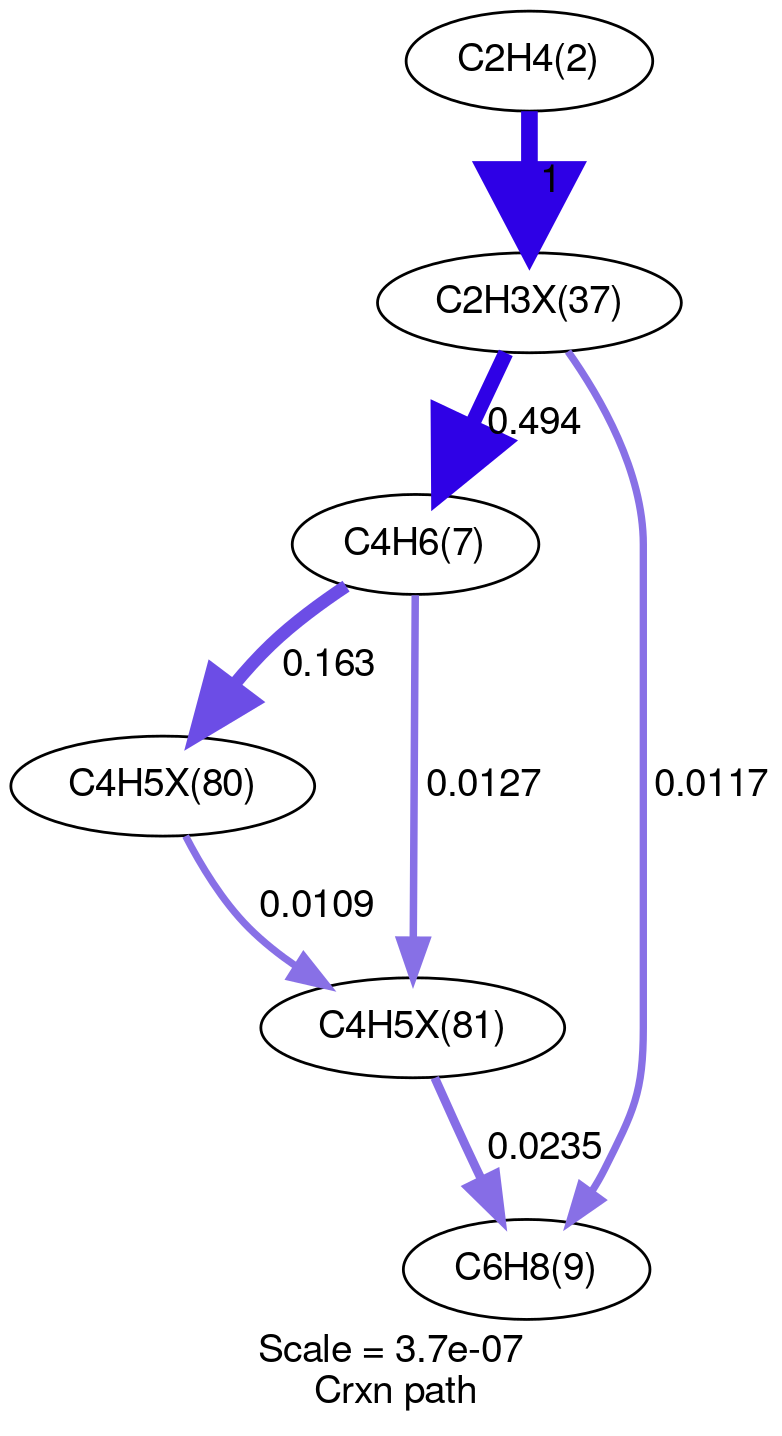 C2H4(2)
1
C2H3X(37)
0.494
C4H6(7)
0.163
C4H5X(80)
0.0127
0.0117
0.0109
C4H5X(81)
0.0235
C6H8(9)
Scale = 3.7e-07
Crxn path